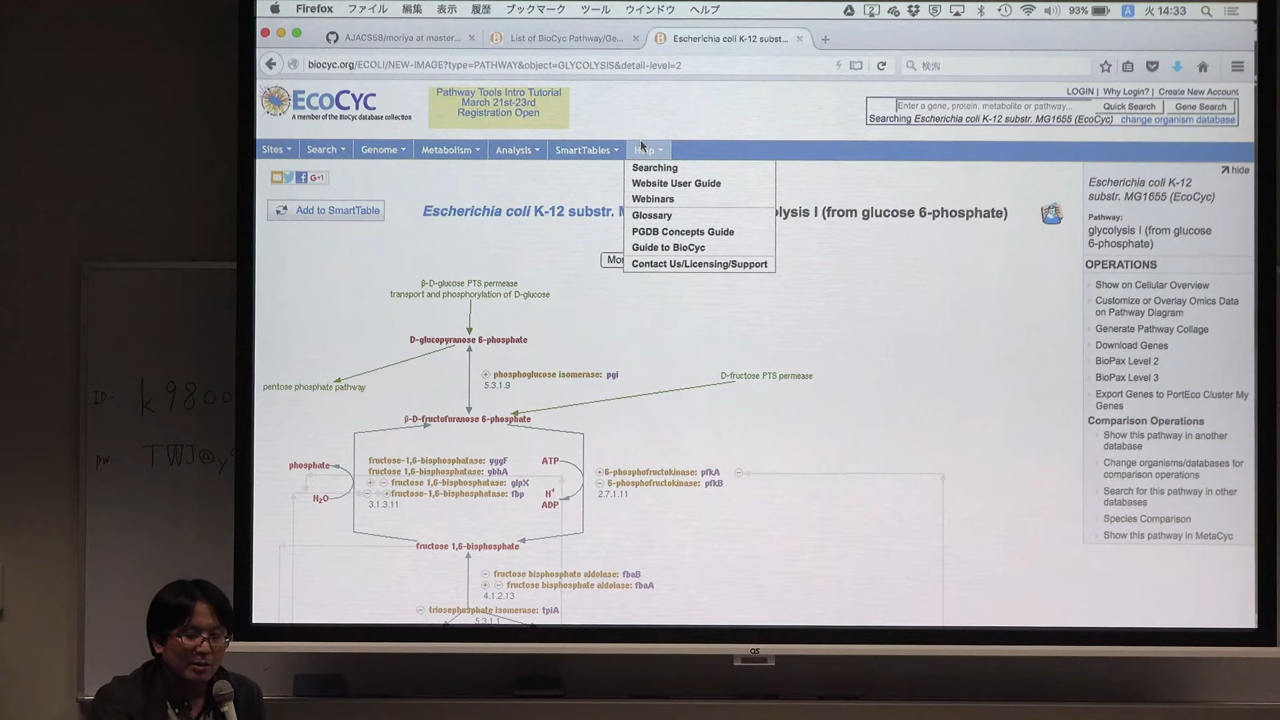 Firefox ファイル 編集 表示 履歴 ブックマーク ツール ウインドウ ヘルプ 93% A 火 14:33
AJACS58/moriya at master... × List of BioCyc Pathway/Ge... × Escherichia coli K-12 subst... × +
biocyc.org/ECOLI/NEW-IMAGE?type=PATHWAY&object=GLYCOLYSIS&detail-level=2 検索
LOGIN | Why Login? | Create New Account
EcoCyc
A member of the BioCyc database collection
Pathway Tools Intro Tutorial
March 21st-23rd
Registration Open
Enter a gene, protein, metabolite or pathway... Quick Search Gene Search
Searching Escherichia coli K-12 substr. MG1655 (EcoCyc) change organism database
Sites Search Genome Metabolism Analysis SmartTables Help
Searching
Website User Guide
Webinars
Glossary
PGDB Concepts Guide
Guide to BioCyc
Contact Us/Licensing/Support
G+1
Add to SmartTable
Escherichia coli K-12 substr. M
lysis I (from glucose 6-phosphate)
Mo
hide
Escherichia coli K-12
substr. MG1655 (EcoCyc)
Pathway:
glycolysis I (from glucose
6-phosphate)
OPERATIONS
Show on Cellular Overview
Customize or Overlay Omics Data
on Pathway Diagram
Generate Pathway Collage
Download Genes
BioPax Level 2
BioPax Level 3
Export Genes to PortEco Cluster My
Genes
Comparison Operations
Show this pathway in another
database
Change organisms/databases for
comparison operations
Search for this pathway in other
databases
Species Comparison
Show this pathway in MetaCyc
β-D-glucose PTS permease
transport and phosphorylation of D-glucose
D-glucopyranose 6-phosphate
pentose phosphate pathway
phosphoglucose isomerase: pgi
5.3.1.9
D-fructose PTS permease
β-D-fructofuranose 6-phosphate
phosphate
H2O
fructose-1,6-bisphosphatase: yggF
fructose 1,6-bisphosphatase: ybhA
fructose 1,6-bisphosphatase: glpX
fructose-1,6-bisphosphatase: fbp
3.1.3.11
ATP
H+
ADP
6-phosphofructokinase: pfkA
6-phosphofructokinase: pfkB
2.7.1.11
fructose 1,6-bisphosphate
fructose bisphosphate aldolase: fbaB
fructose bisphosphate aldolase: fbaA
4.1.2.13
triosephosphate isomerase: tpiA
5.3.1.1
ID: k9800
pw. TWJ@y
OS